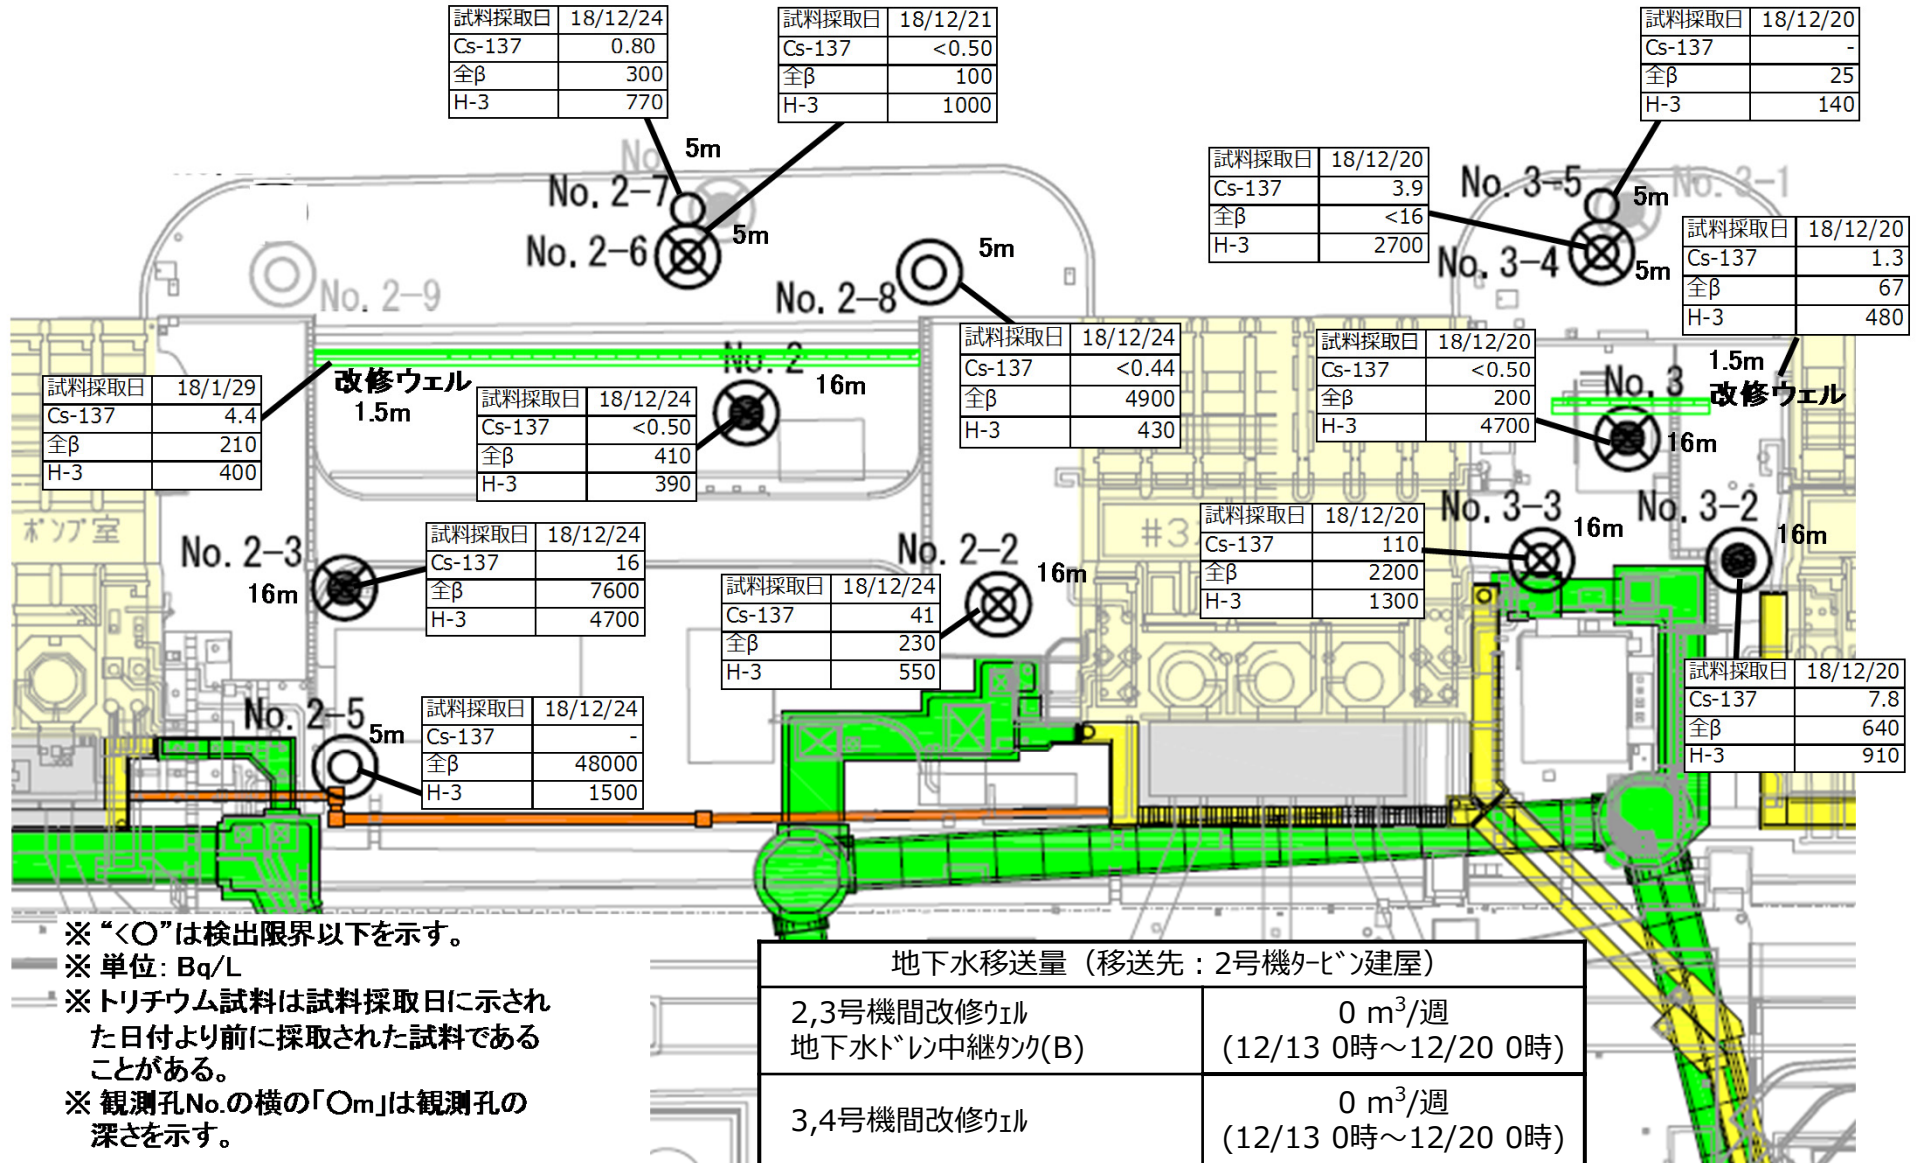 試料採取日 18/12/24
Cs-137 0.80
全β 300
H-3 770
試料採取日 18/12/21
Cs-137 <0.50
全β 100
H-3 1000
試料採取日 18/12/20
Cs-137 -
全β 25
H-3 140
試料採取日 18/12/20
Cs-137 3.9
全β <16
H-3 2700
試料採取日 18/12/20
Cs-137 1.3
全β 67
H-3 480
No
5m
No. 2-7
No. 2-6
5m
No. 2-9
No. 2-8
5m
No. 3-5
5m
No. 3-1
No. 3-4
5m
試料採取日 18/1/29
Cs-137 4.4
全β 210
H-3 400
改修ウェル
1.5m
試料採取日 18/12/24
Cs-137 <0.50
全β 410
H-3 390
No. 2
16m
試料採取日 18/12/24
Cs-137 <0.44
全β 4900
H-3 430
試料採取日 18/12/20
Cs-137 <0.50
全β 200
H-3 4700
No. 3
16m
1.5m
改修ウェル
ポンプ室
No. 2-3
16m
試料採取日 18/12/24
Cs-137 16
全β 7600
H-3 4700
試料採取日 18/12/24
Cs-137 41
全β 230
H-3 550
No. 2-2
16m
#3
試料採取日 18/12/20
Cs-137 110
全β 2200
H-3 1300
No. 3-3
16m
No. 3-2
16m
試料採取日 18/12/20
Cs-137 7.8
全β 640
H-3 910
No. 2-5
5m
試料採取日 18/12/24
Cs-137 -
全β 48000
H-3 1500
※ “<○”は検出限界以下を示す。
※ 単位: Bq/L
※ トリチウム試料は試料採取日に示され
た日付より前に採取された試料である
ことがある。
※ 観測孔No.の横の「○m」は観測孔の
深さを示す。
地下水移送量（移送先：2号機ﾀｰﾋﾞﾝ建屋）
2,3号機間改修ｳｪﾙ
地下水ﾄﾞﾚﾝ中継ﾀﾝｸ(B)
0 m³/週
(12/13 0時～12/20 0時)
3,4号機間改修ｳｪﾙ
0 m³/週
(12/13 0時～12/20 0時)